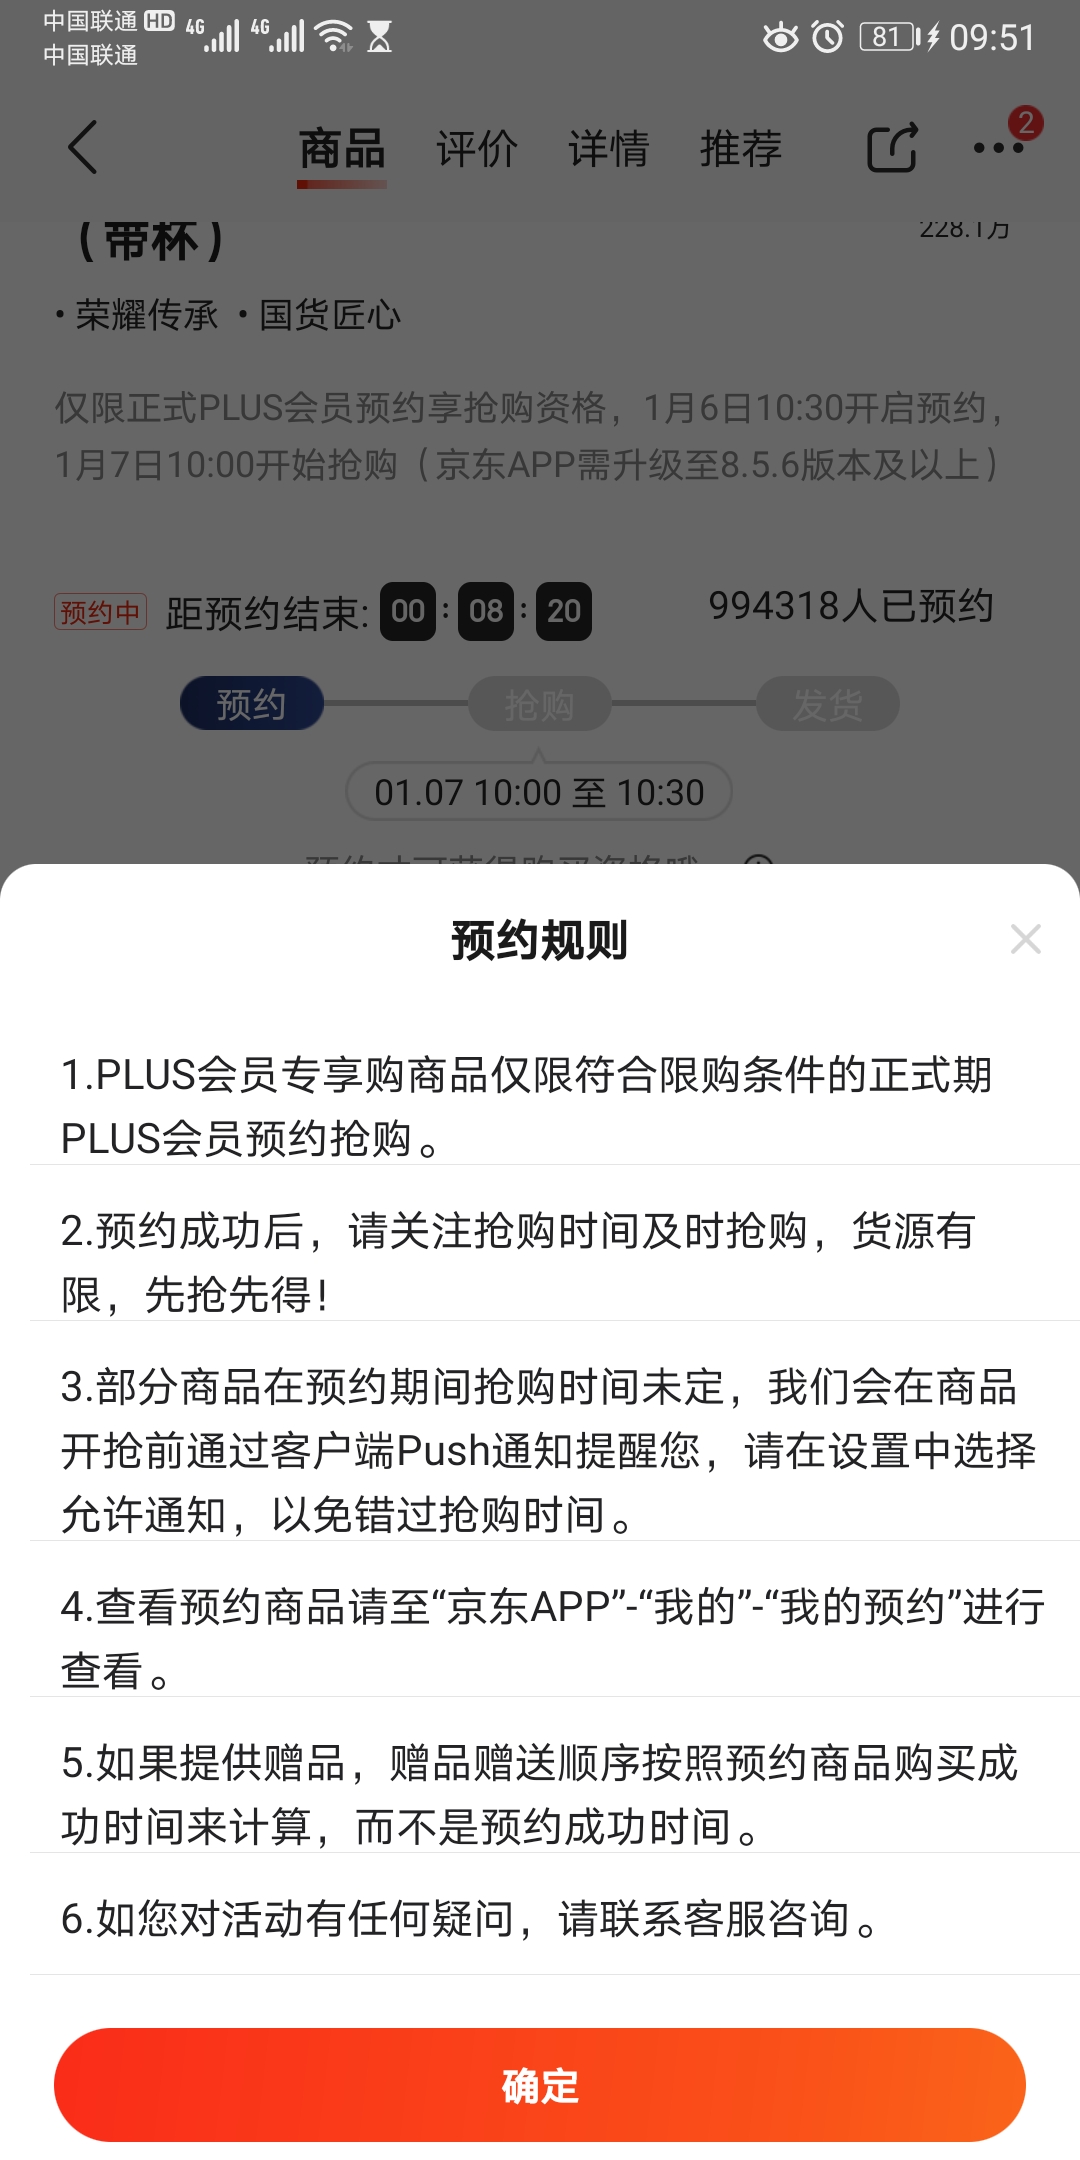 中国联通 HD 4G 4G 81 09:51
中国联通
商品 评价 详情 推荐 2
（带杯） 228.1万
• 荣耀传承 • 国货匠心
仅限正式PLUS会员预约享抢购资格，1月6日10:30开启预约，
1月7日10:00开始抢购（京东APP需升级至8.5.6版本及以上）
预约中 距预约结束: 00 : 08 : 20 994318人已预约
预约 抢购 发货
01.07 10:00 至 10:30
预约规则
1.PLUS会员专享购商品仅限符合限购条件的正式期
PLUS会员预约抢购。
2.预约成功后，请关注抢购时间及时抢购，货源有
限，先抢先得！
3.部分商品在预约期间抢购时间未定，我们会在商品
开抢前通过客户端Push通知提醒您，请在设置中选择
允许通知，以免错过抢购时间。
4.查看预约商品请至“京东APP”-“我的”-“我的预约”进行
查看。
5.如果提供赠品，赠品赠送顺序按照预约商品购买成
功时间来计算，而不是预约成功时间。
6.如您对活动有任何疑问，请联系客服咨询。
确定